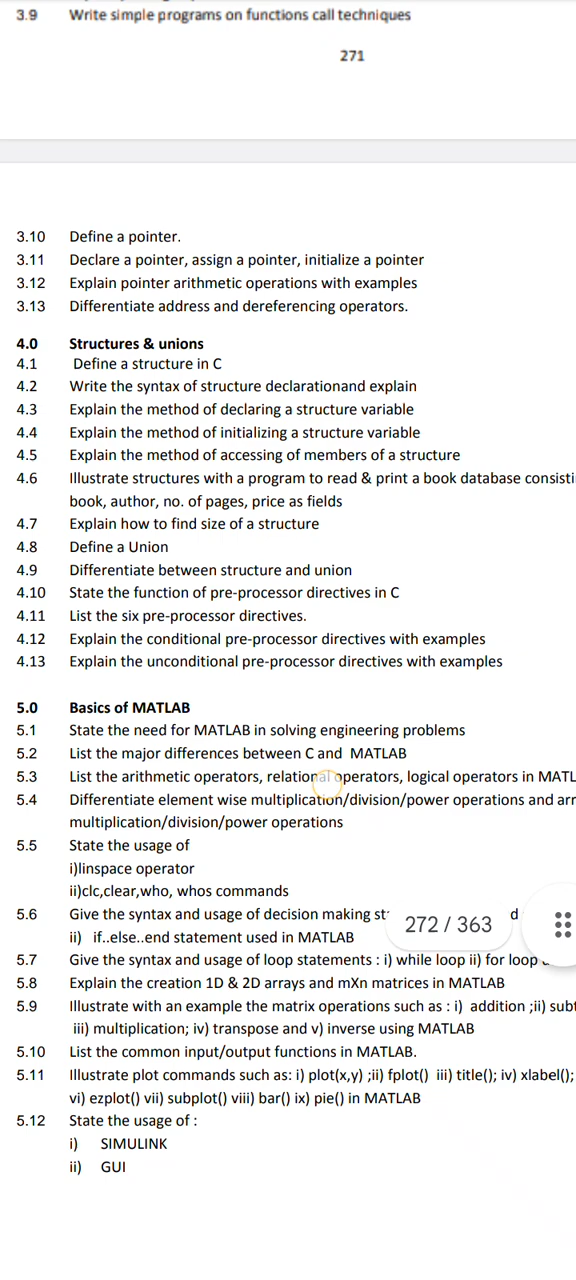 3.9 Write simple programs on functions call techniques
271
3.10 Define a pointer.
3.11 Declare a pointer, assign a pointer, initialize a pointer
3.12 Explain pointer arithmetic operations with examples
3.13 Differentiate address and dereferencing operators.
4.0 Structures & unions
4.1 Define a structure in C
4.2 Write the syntax of structure declarationand explain
4.3 Explain the method of declaring a structure variable
4.4 Explain the method of initializing a structure variable
4.5 Explain the method of accessing of members of a structure
4.6 Illustrate structures with a program to read & print a book database
book, author, no. of pages, price as fields
4.7 Explain how to find size of a structure
4.8 Define a Union
4.9 Differentiate between structure and union
4.10 State the function of pre-processor directives in C
4.11 List the six pre-processor directives.
4.12 Explain the conditional pre-processor directives with examples
4.13 Explain the unconditional pre-processor directives with examples
5.0 Basics of MATLAB
5.1 State the need for MATLAB in solving engineering problems
5.2 List the major differences between C and MATLAB
5.3 List the arithmetic operators, relational operators, logical operators in
5.4 Differentiate element wise multiplication/division/power operations and
multiplication/division/power operations
5.5 State the usage of
i)linspace operator
ii)clc,clear,who, whos commands
5.6 Give the syntax and usage of decision making
272 / 363
ii) if..else..end statement used in MATLAB
5.7 Give the syntax and usage of loop statements : i) while loop ii) for loop
5.8 Explain the creation 1D & 2D arrays and mXn matrices in MATLAB
5.9 Illustrate with an example the matrix operations such as : i) addition ;ii)
iii) multiplication; iv) transpose and v) inverse using MATLAB
5.10 List the common input/output functions in MATLAB.
5.11 Illustrate plot commands such as: i) plot(x,y) ;ii) fplot() iii) title(); iv) xlabel();
vi) ezplot() vii) subplot() viii) bar() ix) pie() in MATLAB
5.12 State the usage of :
i) SIMULINK
ii) GUI